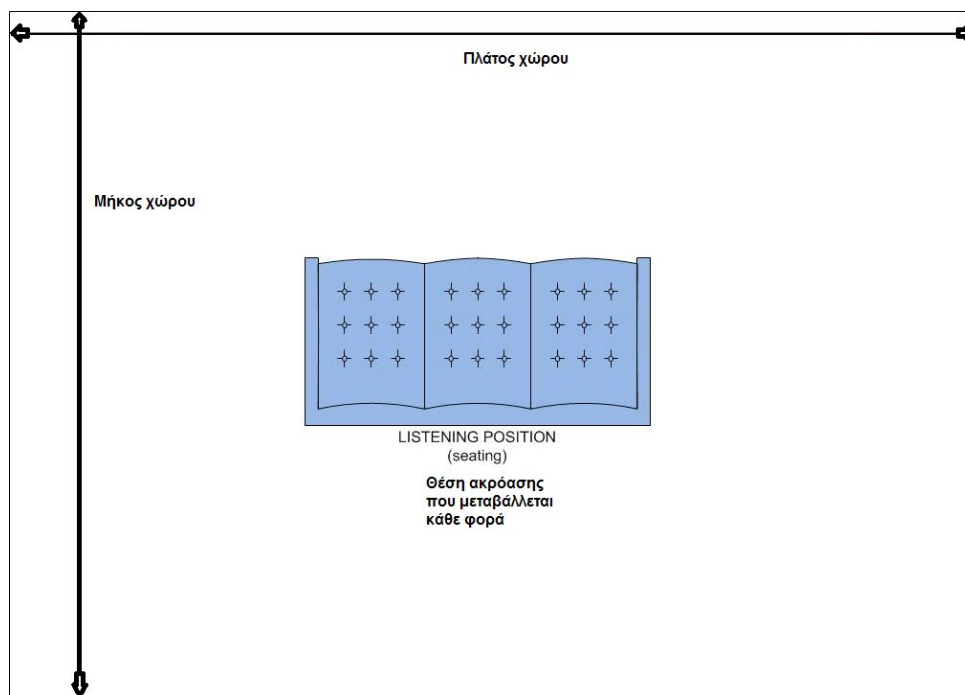 Πλάτος χώρου
Μήκος χώρου
LISTENING POSITION
(seating)
Θέση ακρόασης
που μεταβάλλεται
κάθε φορά